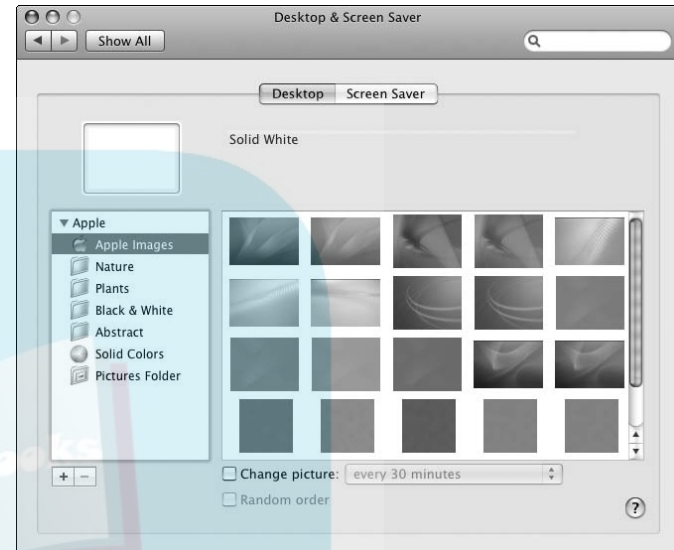 Desktop & Screen Saver
Show All
Desktop Screen Saver
Solid White
Apple
Apple Images
Nature
Plants
Black & White
Abstract
Solid Colors
Pictures Folder
+ −
Change picture: every 30 minutes
Random order
?